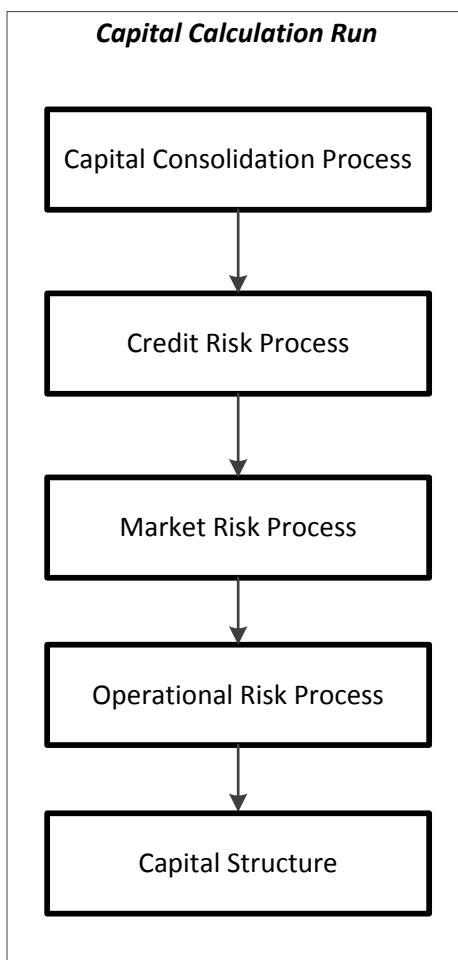 Capital Calculation Run
Capital Consolidation Process
Credit Risk Process
Market Risk Process
Operational Risk Process
Capital Structure